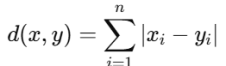 d(x, y) = \sum_{i=1}^{n} |x_i - y_i|